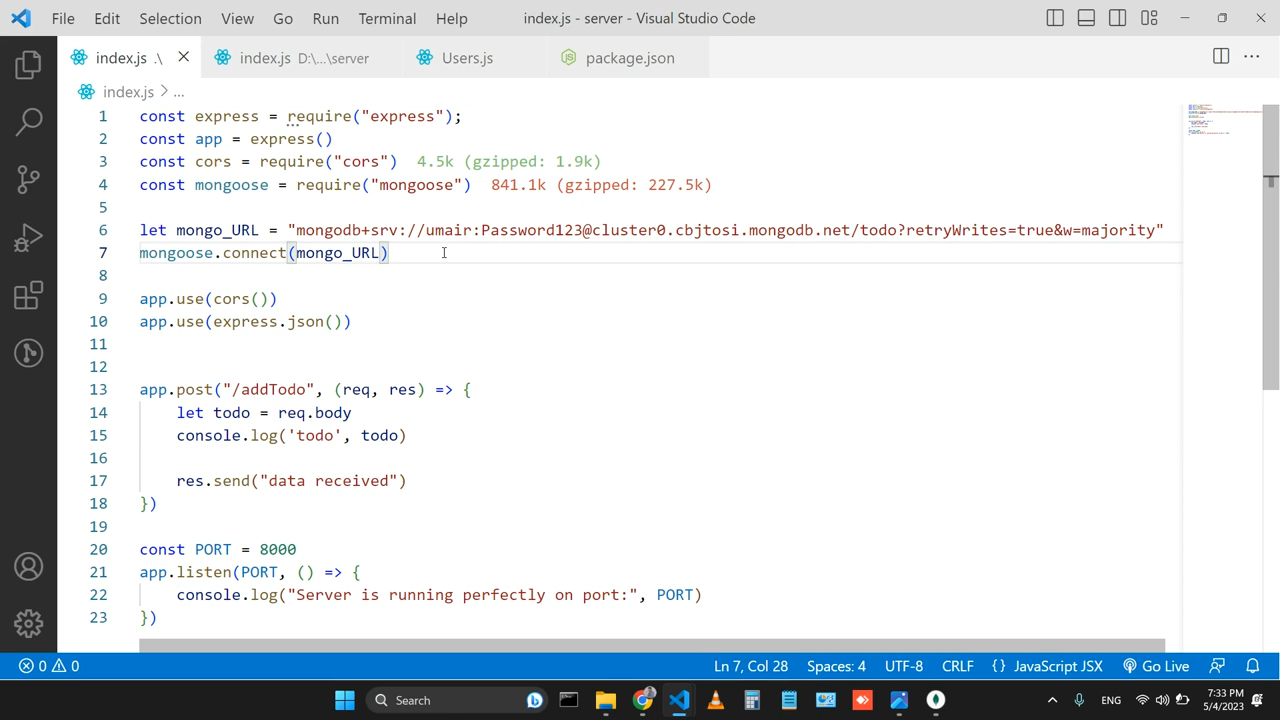 File Edit Selection View Go Run Terminal Help index.js - server - Visual Studio Code
index.js .\ index.js D:\...\server Users.js package.json
index.js > ...
1 const express = require("express");
2 const app = express()
3 const cors = require("cors") 4.5k (gzipped: 1.9k)
4 const mongoose = require("mongoose") 841.1k (gzipped: 227.5k)
5
6 let mongo_URL = "mongodb+srv://umair:Password123@cluster0.cbjtosi.mongodb.net/todo?retryWrites=true&w=majority"
7 mongoose.connect(mongo_URL)
8
9 app.use(cors())
10 app.use(express.json())
11
12
13 app.post("/addTodo", (req, res) => {
14 let todo = req.body
15 console.log('todo', todo)
16
17 res.send("data received")
18 })
19
20 const PORT = 8000
21 app.listen(PORT, () => {
22 console.log("Server is running perfectly on port:", PORT)
23 })
0 0 Ln 7, Col 28 Spaces: 4 UTF-8 CRLF {} JavaScript JSX Go Live
Search ENG 7:33 PM
5/4/2023